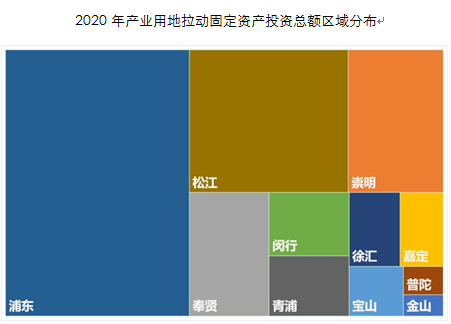 2020 年产业用地拉动固定资产投资总额区域分布↵
松江
崇明
闵行
徐汇
嘉定
普陀
浦东
奉贤
青浦
宝山
金山